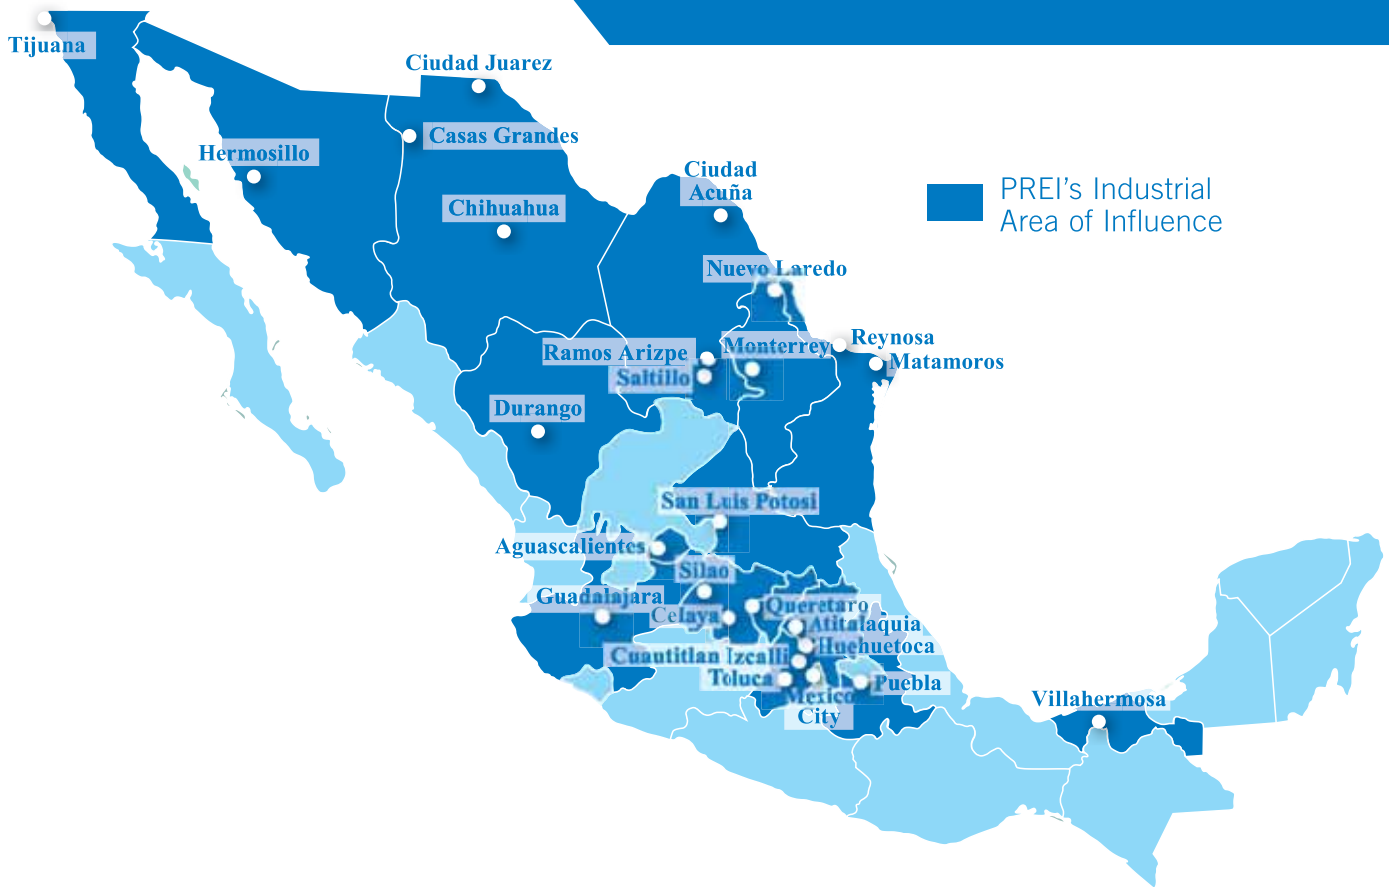 Tijuana
Ciudad Juarez
Casas Grandes
Hermosillo
Ciudad
Acuña
PREI's Industrial
Area of Influence
Chihuahua
Nuevo Laredo
Reynosa
Monterrey
Ramos Arizpe
Matamoros
Saltillo
Durango
San Luis Potosi
Aguascalientes
Silao
Guadalajara
Queretaro
Celaya
Atitalaquia
Huehuetoca
Cuautitlan Izcalli
Toluca
Puebla
Mexico
City
Villahermosa